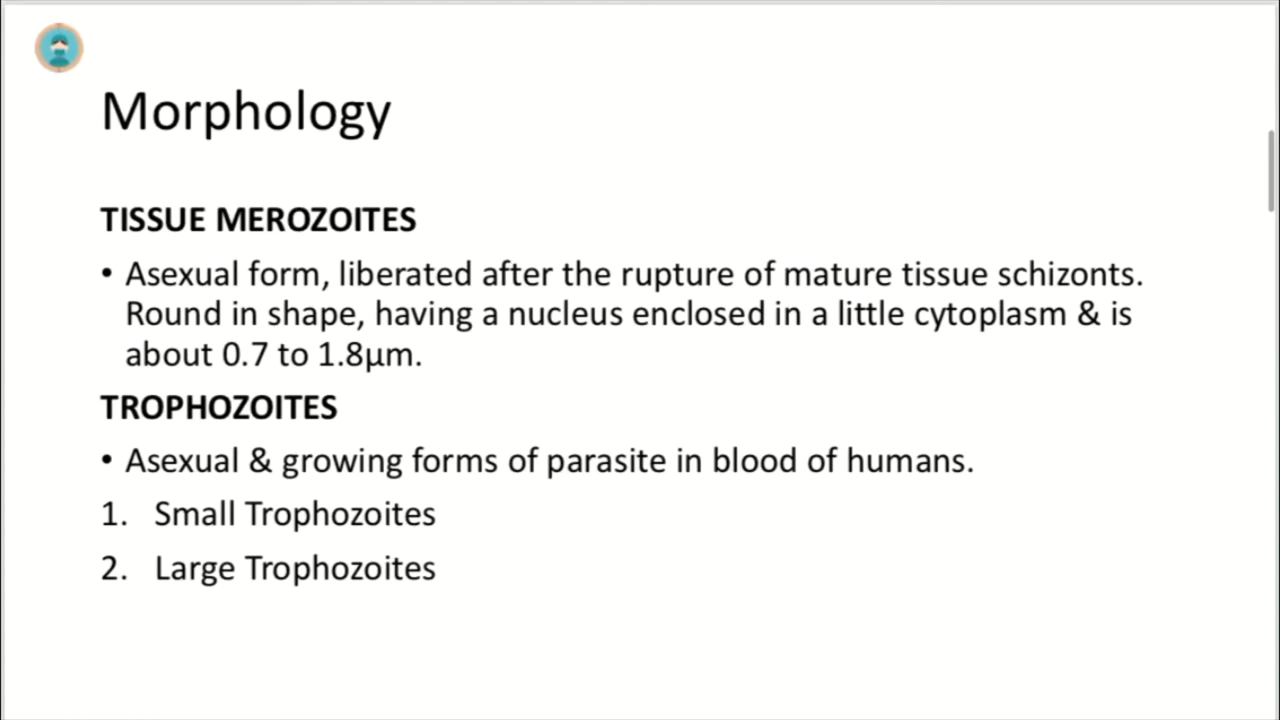 Morphology
TISSUE MEROZOITES
• Asexual form, liberated after the rupture of mature tissue schizonts.
Round in shape, having a nucleus enclosed in a little cytoplasm & is
about 0.7 to 1.8µm.
TROPHOZOITES
• Asexual & growing forms of parasite in blood of humans.
1. Small Trophozoites
2. Large Trophozoites